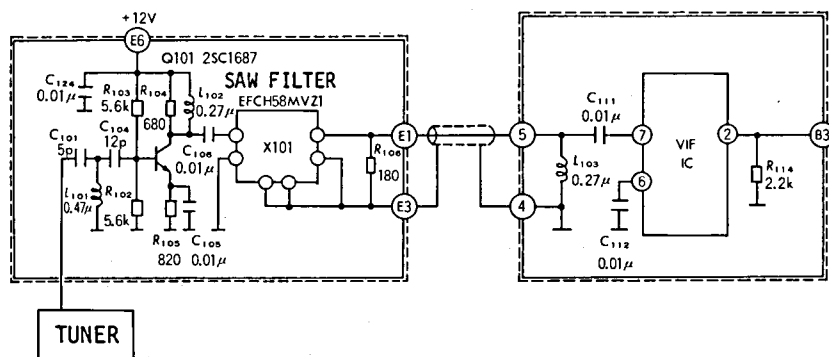 +12V
E6
Q101 2SC1687
SAW FILTER
EFCH58MVZ1
C124
0.01μ
R103
5.6k
R104
680
L102
0.27μ
C101
5p
C104
12p
C106
0.01μ
X101
E1
R106
180
E3
L101
0.47μ
R102
5.6k
R105
820
C105
0.01μ
TUNER
5
4
C111
0.01μ
L103
0.27μ
7
6
C112
0.01μ
VIF
IC
2
B3
R114
2.2k